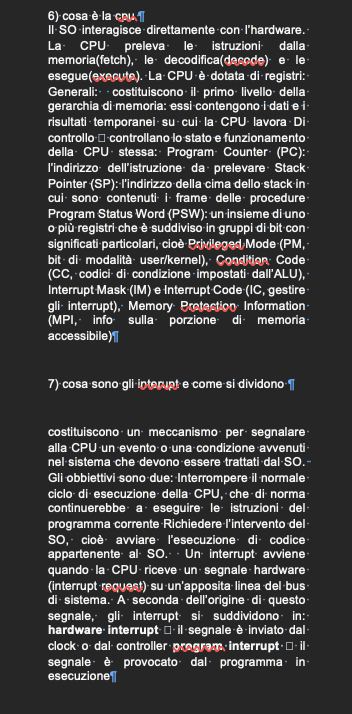 6) cosa è la cpu¶
Il SO interagisce direttamente con l'hardware.
La CPU preleva le istruzioni dalla
memoria(fetch), le decodifica(decode) e le
esegue(execute). La CPU è dotata di registri:
Generali: costituiscono il primo livello della
gerarchia di memoria: essi contengono i dati e i
risultati temporanei su cui la CPU lavora Di
controllo □ controllano lo stato e funzionamento
della CPU stessa: Program Counter (PC):
l'indirizzo dell'istruzione da prelevare Stack
Pointer (SP): l'indirizzo della cima dello stack in
cui sono contenuti i frame delle procedure
Program Status Word (PSW): un insieme di uno
o più registri che è suddiviso in gruppi di bit con
significati particolari, cioè Privileged Mode (PM,
bit di modalità user/kernel), Condition Code
(CC, codici di condizione impostati dall'ALU),
Interrupt Mask (IM) e Interrupt Code (IC, gestire
gli interrupt), Memory Protection Information
(MPI, info sulla porzione di memoria
accessibile)¶
7) cosa sono gli interupt e come si dividono ¶
costituiscono un meccanismo per segnalare
alla CPU un evento o una condizione avvenuti
nel sistema che devono essere trattati dal SO.
Gli obbiettivi sono due: Interrompere il normale
ciclo di esecuzione della CPU, che di norma
continuerebbe a eseguire le istruzioni del
programma corrente Richiedere l'intervento del
SO, cioè avviare l'esecuzione di codice
appartenente al SO. Un interrupt avviene
quando la CPU riceve un segnale hardware
(interrupt request) su un'apposita linea del bus
di sistema. A seconda dell'origine di questo
segnale, gli interrupt si suddividono in:
hardware interrupt □ il segnale è inviato dal
clock o dal controller program interrupt □ il
segnale è provocato dal programma in
esecuzione¶